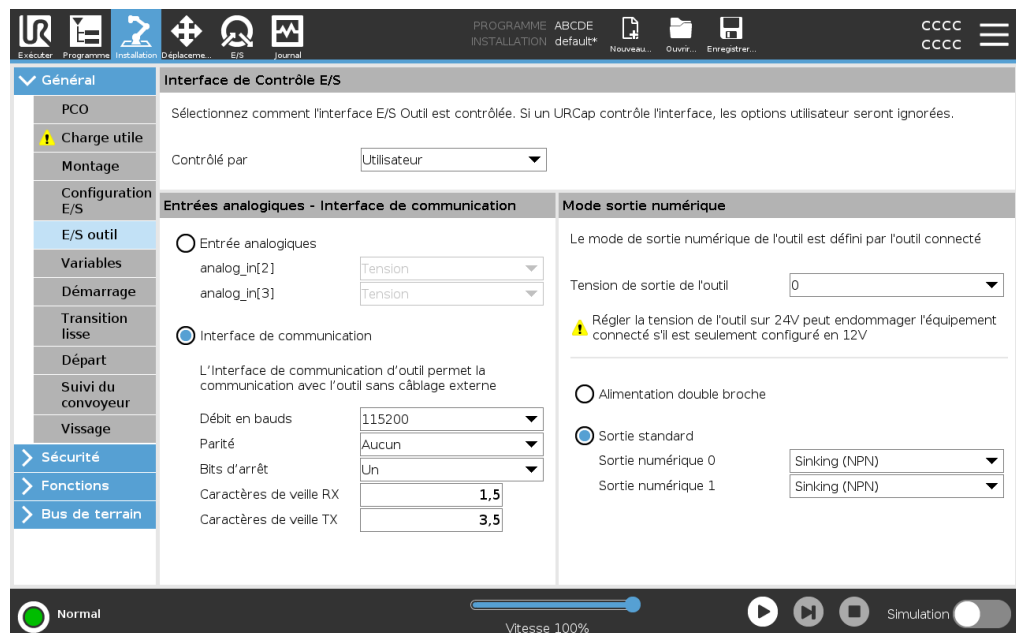 PROGRAMME ABCDE
INSTALLATION default*
CCCC
CCCC
UR
Exécuter
Programme
Installation
Déplaceme...
E/S
Journal
Nouveau...
Ouvrir...
Enregistrer...
Général
PCO
Charge utile
Montage
Configuration
E/S
E/S outil
Variables
Démarrage
Transition
lisse
Départ
Suivi du
convoyeur
Vissage
Sécurité
Fonctions
Bus de terrain
Interface de Contrôle E/S
Sélectionnez comment l'interface E/S Outil est contrôlée. Si un URCap contrôle l'interface, les options utilisateur seront ignorées.
Contrôlé par
Utilisateur
Entrées analogiques - Interface de communication
Entrée analogiques
analog_in[2]
Tension
analog_in[3]
Tension
Interface de communication
L'Interface de communication d'outil permet la
communication avec l'outil sans câblage externe
Débit en bauds
115200
Parité
Aucun
Bits d'arrêt
Un
Caractères de veille RX
1,5
Caractères de veille TX
3,5
Mode sortie numérique
Le mode de sortie numérique de l'outil est défini par l'outil connecté
Tension de sortie de l'outil
0
Régler la tension de l'outil sur 24V peut endommager l'équipement
connecté s'il est seulement configuré en 12V
Alimentation double broche
Sortie standard
Sortie numérique 0
Sinking (NPN)
Sortie numérique 1
Sinking (NPN)
Normal
Vitesse 100%
Simulation